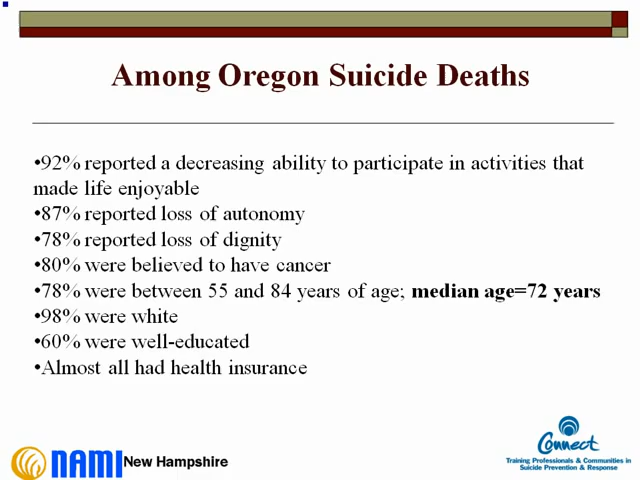 Among Oregon Suicide Deaths
•92% reported a decreasing ability to participate in activities that
made life enjoyable
•87% reported loss of autonomy
•78% reported loss of dignity
•80% were believed to have cancer
•78% were between 55 and 84 years of age; median age=72 years
•98% were white
•60% were well-educated
•Almost all had health insurance
NAMI New Hampshire
Connect
Training Professionals & Communities in
Suicide Prevention & Response